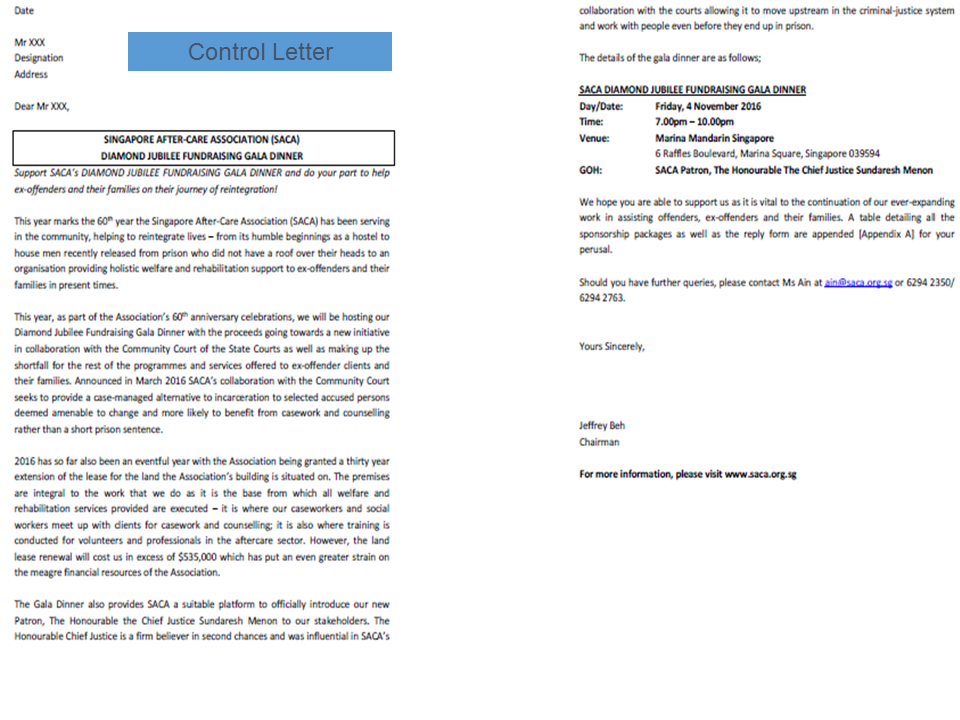 Date
Mr XXX
Designation
Address
Control Letter
Dear Mr XXX,
SINGAPORE AFTER-CARE ASSOCIATION (SACA)
DIAMOND JUBILEE FUNDRAISING GALA DINNER
Support SACA's DIAMOND JUBILEE FUNDRAISING GALA DINNER and do your part to help
ex-offenders and their families on their journey of reintegration!
This year marks the 60th year the Singapore After-Care Association (SACA) has been serving
in the community, helping to reintegrate lives – from its humble beginnings as a hostel to
house men recently released from prison who did not have a roof over their heads to an
organisation providing holistic welfare and rehabilitation support to ex-offenders and their
families in present times.
This year, as part of the Association's 60th anniversary celebrations, we will be hosting our
Diamond Jubilee Fundraising Gala Dinner with the proceeds going towards a new initiative
in collaboration with the Community Court of the State Courts as well as making up the
shortfall for the rest of the programmes and services offered to ex-offender clients and
their families. Announced in March 2016 SACA's collaboration with the Community Court
seeks to provide a case-managed alternative to incarceration to selected accused persons
deemed amenable to change and more likely to benefit from casework and counselling
rather than a short prison sentence.
2016 has so far also been an eventful year with the Association being granted a thirty year
extension of the lease for the land the Association's building is situated on. The premises
are integral to the work that we do as it is the base from which all welfare and
rehabilitation services provided are executed – it is where our caseworkers and social
workers meet up with clients for casework and counselling; it is also where training is
conducted for volunteers and professionals in the aftercare sector. However, the land
lease renewal will cost us in excess of $535,000 which has put an even greater strain on
the meagre financial resources of the Association.
The Gala Dinner also provides SACA a suitable platform to officially introduce our new
Patron, The Honourable the Chief Justice Sundaresh Menon to our stakeholders. The
Honourable Chief Justice is a firm believer in second chances and was influential in SACA's
collaboration with the courts allowing it to move upstream in the criminal-justice system
and work with people even before they end up in prison.
The details of the gala dinner are as follows;
SACA DIAMOND JUBILEE FUNDRAISING GALA DINNER
Day/Date: Friday, 4 November 2016
Time: 7.00pm – 10.00pm
Venue: Marina Mandarin Singapore
6 Raffles Boulevard, Marina Square, Singapore 039594
GOH: SACA Patron, The Honourable The Chief Justice Sundaresh Menon
We hope you are able to support us as it is vital to the continuation of our ever-expanding
work in assisting offenders, ex-offenders and their families. A table detailing all the
sponsorship packages as well as the reply form are appended [Appendix A] for your
perusal.
Should you have further queries, please contact Ms Ain at ain@saca.org.sg or 6294 2350/
6294 2763.
Yours Sincerely,
Jeffrey Beh
Chairman
For more information, please visit www.saca.org.sg